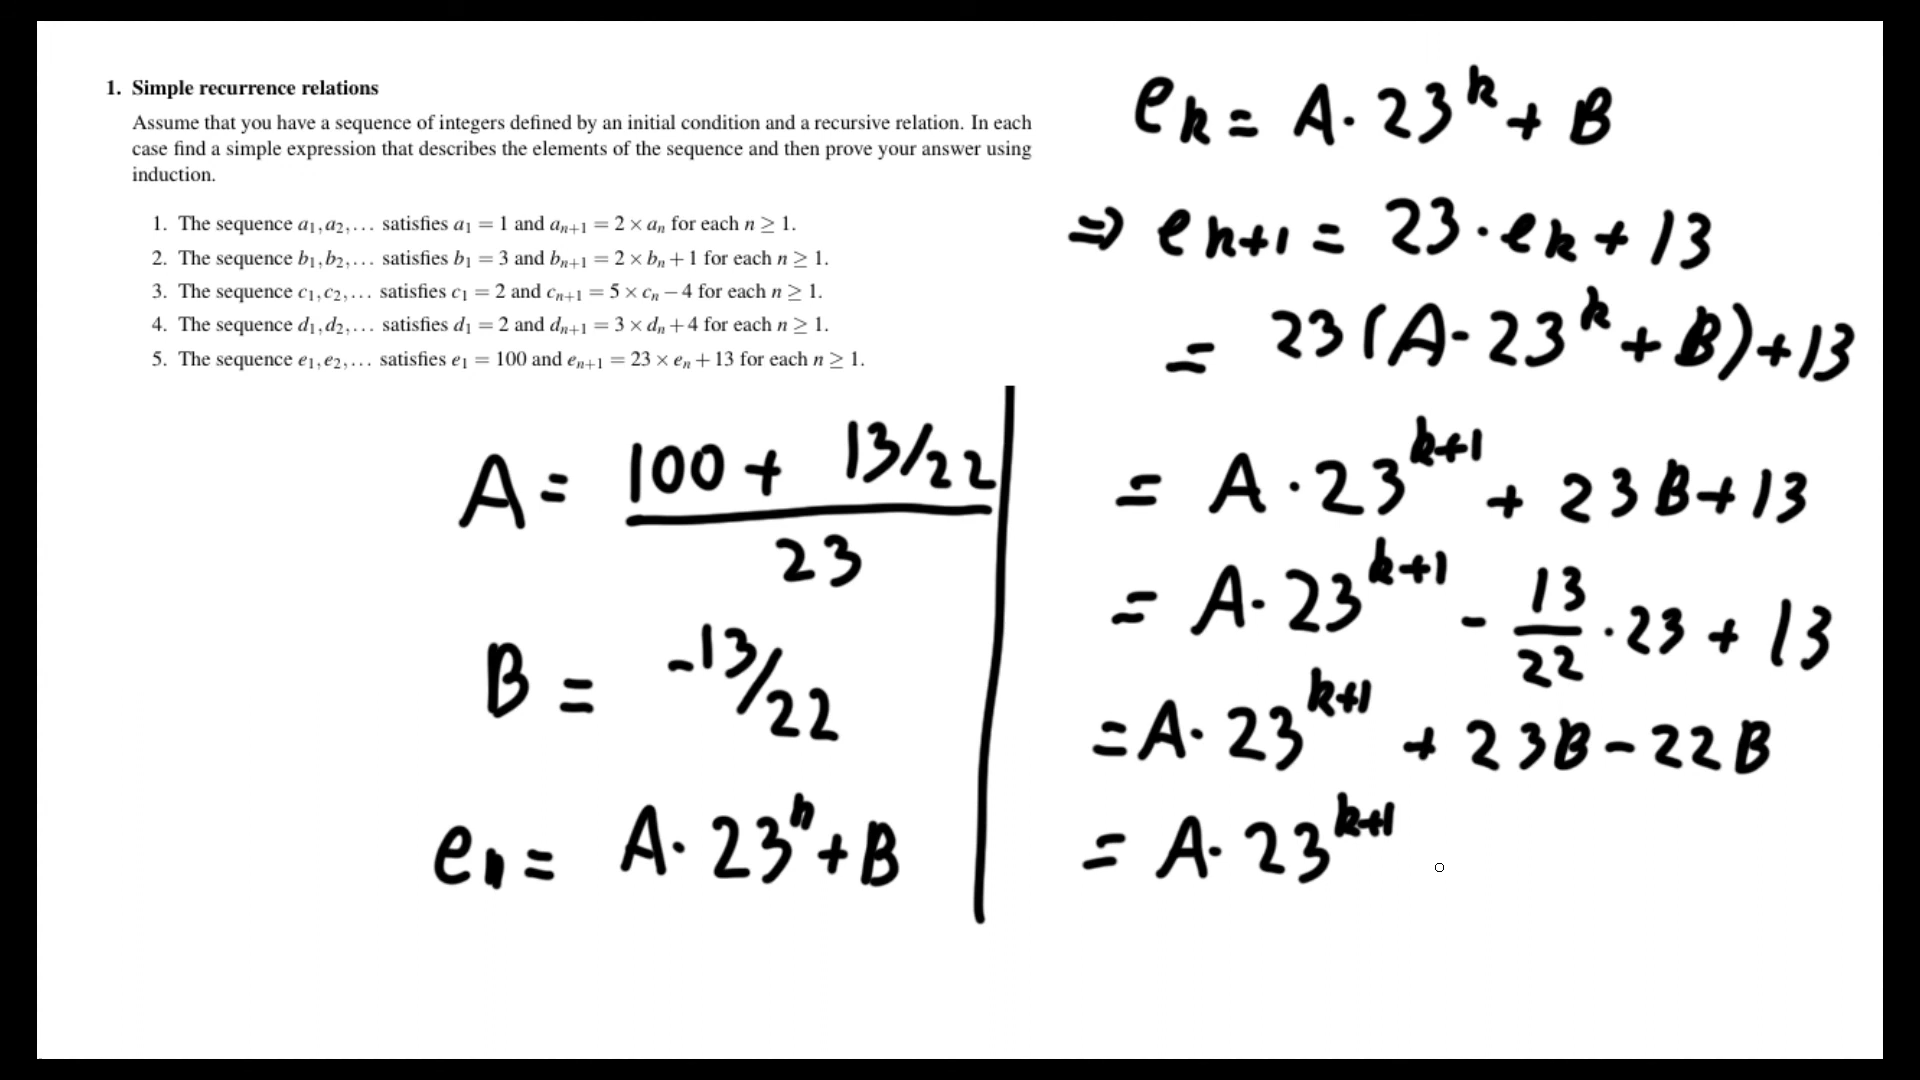 1. Simple recurrence relations
Assume that you have a sequence of integers defined by an initial condition and a recursive relation. In each
case find a simple expression that describes the elements of the sequence and then prove your answer using
induction.
1. The sequence a₁,a₂,… satisfies a₁ = 1 and aₙ₊₁ = 2 × aₙ for each n ≥ 1.
2. The sequence b₁,b₂,… satisfies b₁ = 3 and bₙ₊₁ = 2 × bₙ + 1 for each n ≥ 1.
3. The sequence c₁,c₂,… satisfies c₁ = 2 and cₙ₊₁ = 5 × cₙ − 4 for each n ≥ 1.
4. The sequence d₁,d₂,… satisfies d₁ = 2 and dₙ₊₁ = 3 × dₙ + 4 for each n ≥ 1.
5. The sequence e₁,e₂,… satisfies e₁ = 100 and eₙ₊₁ = 23 × eₙ + 13 for each n ≥ 1.
A = (100 + 13/22) / 23
B = -13/22
eₙ = A · 23ⁿ + B
eₖ = A · 23ᵏ + B
⇒ eₖ₊₁ = 23 · eₖ + 13
= 23(A · 23ᵏ + B) + 13
= A · 23ᵏ⁺¹ + 23B + 13
= A · 23ᵏ⁺¹ - 13/22 · 23 + 13
= A · 23ᵏ⁺¹ + 23B - 22B
= A · 23ᵏ⁺¹